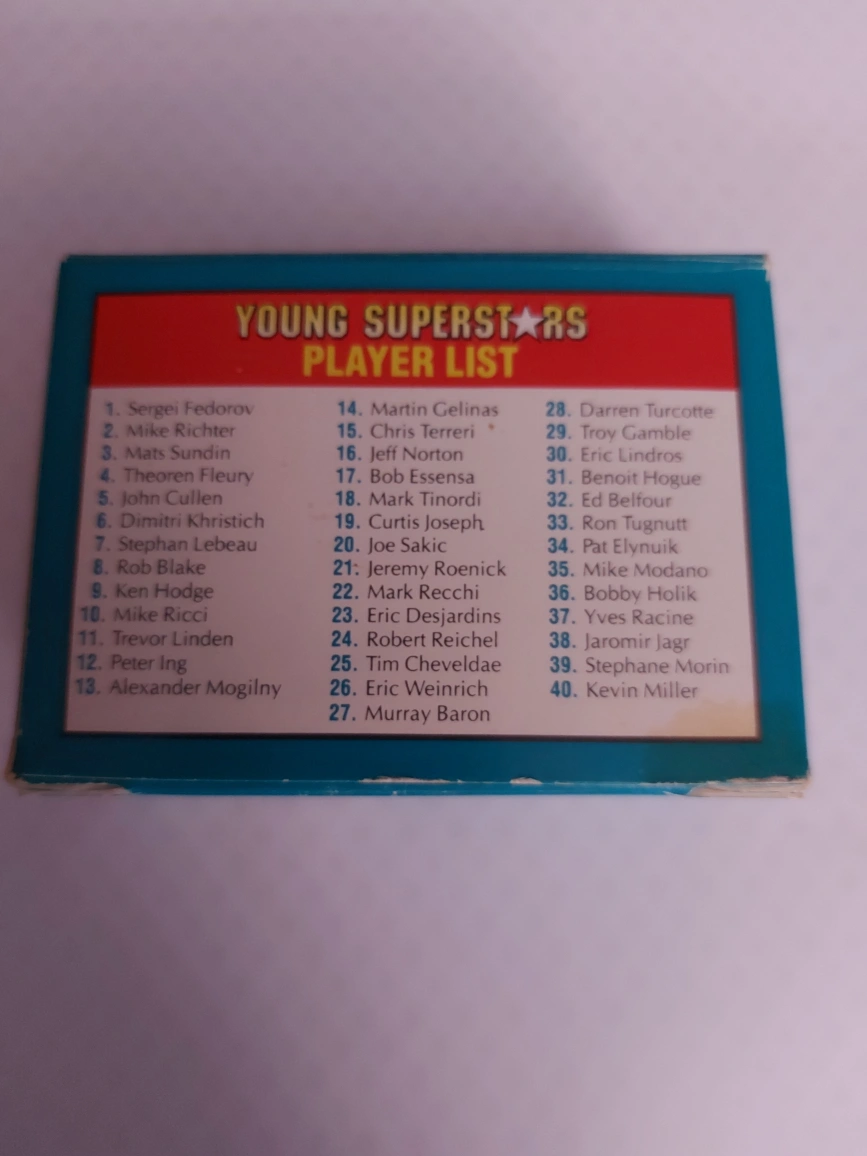 YOUNG SUPERST★RS
PLAYER LIST
1. Sergei Fedorov
2. Mike Richter
3. Mats Sundin
4. Theoren Fleury
5. John Cullen
6. Dimitri Khristich
7. Stephan Lebeau
8. Rob Blake
9. Ken Hodge
10. Mike Ricci
11. Trevor Linden
12. Peter Ing
13. Alexander Mogilny
14. Martin Gelinas
15. Chris Terreri
16. Jeff Norton
17. Bob Essensa
18. Mark Tinordi
19. Curtis Joseph
20. Joe Sakic
21. Jeremy Roenick
22. Mark Recchi
23. Eric Desjardins
24. Robert Reichel
25. Tim Cheveldae
26. Eric Weinrich
27. Murray Baron
28. Darren Turcotte
29. Troy Gamble
30. Eric Lindros
31. Benoit Hogue
32. Ed Belfour
33. Ron Tugnutt
34. Pat Elynuik
35. Mike Modano
36. Bobby Holik
37. Yves Racine
38. Jaromir Jagr
39. Stephane Morin
40. Kevin Miller